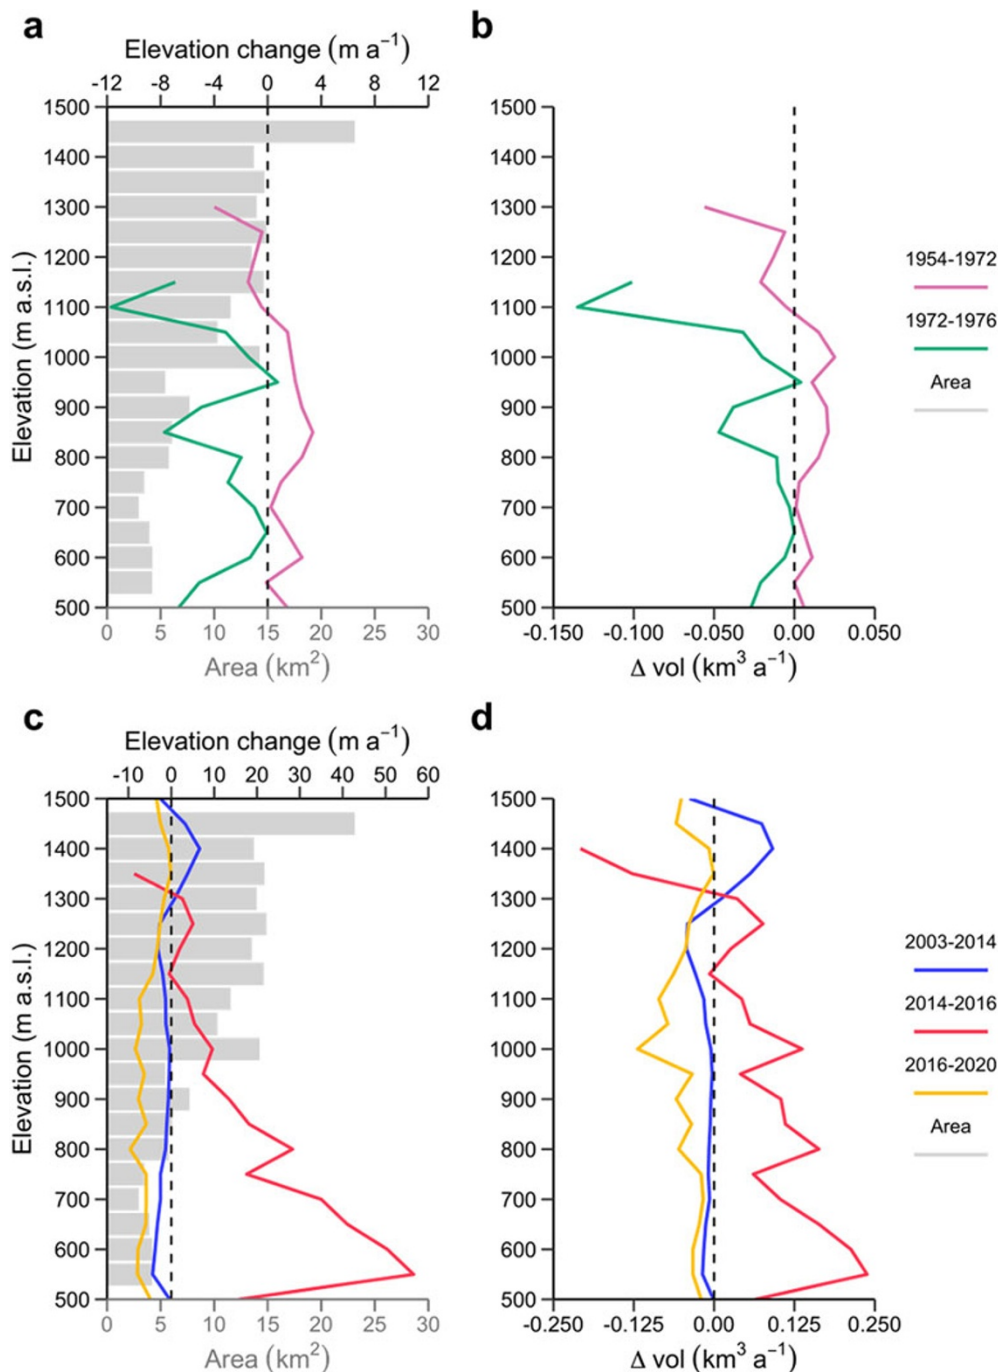 a
Elevation change (m a⁻¹)
-12 -8 -4 0 4 8 12
1500
1400
1300
1200
1100
1000
900
800
700
600
500
Elevation (m a.s.l.)
0 5 10 15 20 25 30
Area (km²)
b
1500
1400
1300
1200
1100
1000
900
800
700
600
500
-0.150 -0.100 -0.050 0.00 0.050
Δ vol (km³ a⁻¹)
1954-1972
1972-1976
Area
c
Elevation change (m a⁻¹)
-10 0 10 20 30 40 50 60
1500
1400
1300
1200
1100
1000
900
800
700
600
500
Elevation (m a.s.l.)
0 5 10 15 20 25 30
Area (km²)
d
1500
1400
1300
1200
1100
1000
900
800
700
600
500
-0.250 -0.125 0.00 0.125 0.250
Δ vol (km³ a⁻¹)
2003-2014
2014-2016
2016-2020
Area